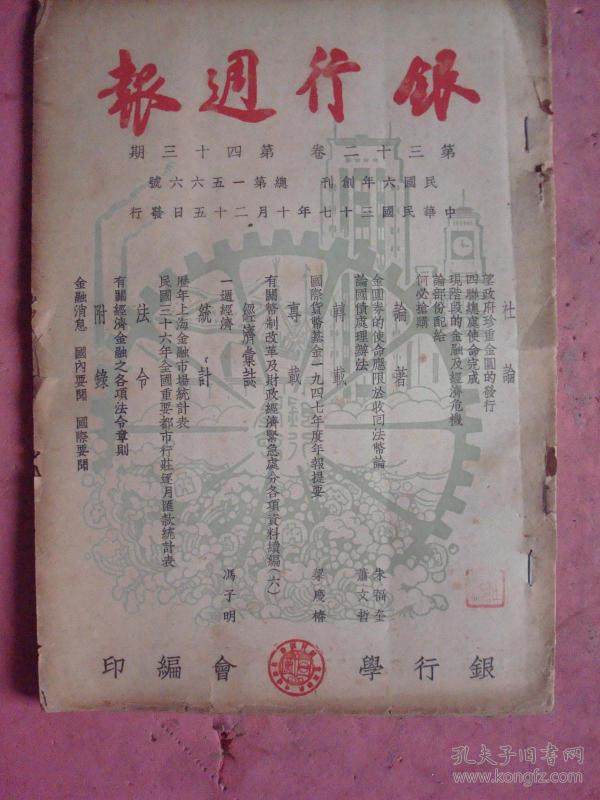 銀行週報
第三十二卷 第四十三期
民國六年創刊 總第一五六六號
中華民國三十七年十月二十五日發行
社論
望政府珍重金圓的發行
四聯總處使命完成
現階段的金融及經濟危機
論部份配給
何必搶購
論著
金圓券的使命應限於收回法幣論 朱福奎
論國債處理辦法 蕭文哲
轉載
國際貨幣基金一九四七年度年報提要 梁慶椿
專載
有關幣制改革及財政經濟緊急處分各項資料續編(六)
經濟彙誌
一週經濟 馮子明
統計
歷年上海金融市場統計表
民國三十六年全國重要都市行莊逐月匯款統計表
法令
有關經濟金融之各項法令章則
附錄
金融消息 國內要聞 國際要聞
銀行學會編印
孔夫子旧书网
www.kongfz.com